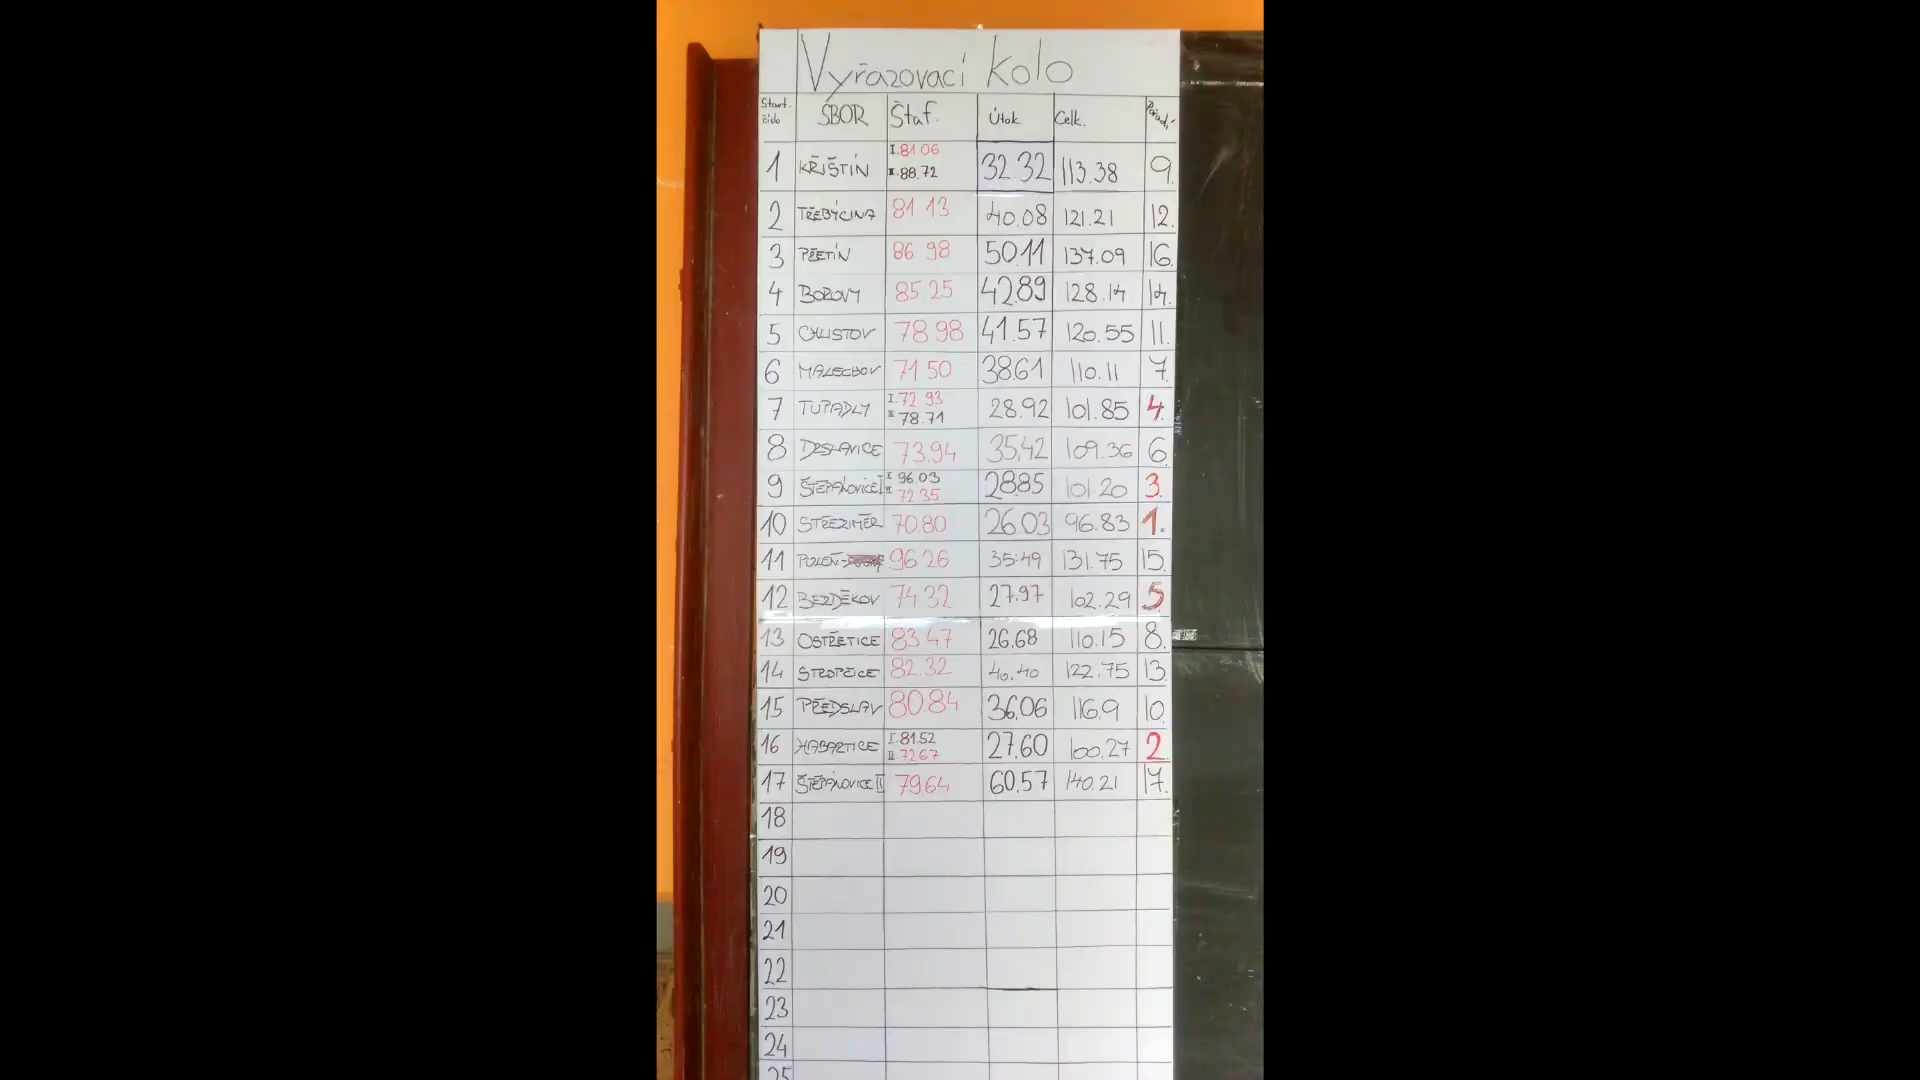 Vyřazovací kolo
Start. číslo SBOR Štaf. Útok Celk. Pořadí
1 KŘIŠTÍN I.81 06 II.88.72 32.32 113.38 9.
2 TŘEBÝCINA 81 13 40.08 121.21 12.
3 PŘETÍN 86 98 50.11 137.09 16.
4 BOROVY 85 25 42.89 128.14 14.
5 CHLISTOV 78 98 41.57 120.55 11.
6 MALECHOV 71 50 38.61 110.11 7.
7 TUPADLY I.72 93 II 78.71 28.92 101.85 4.
8 DESLAVICE 73.94 35,42 109.36 6.
9 ŠTĚPÁNOVICE I I 96.03 II 72 35 28.85 101.20 3.
10 STŘEZIMĚŘ 70.80 26.03 96.83 1.
11 POLEŇ 96 26 35:49 131.75 15.
12 BEZDĚKOV 74 32 27.97 102.29 5.
13 OSTŘETICE 83 47 26.68 110.15 8.
14 STROPČICE 82.32 40.40 122.75 13.
15 PŘEDSLAV 80 84 36.06 116.9 10.
16 HABARTICE I.81.52 II.72 67 27.60 100.27 2.
17 ŠTĚPÁNOVICE II 79 64 60.57 140.21 17.
18
19
20
21
22
23
24
25